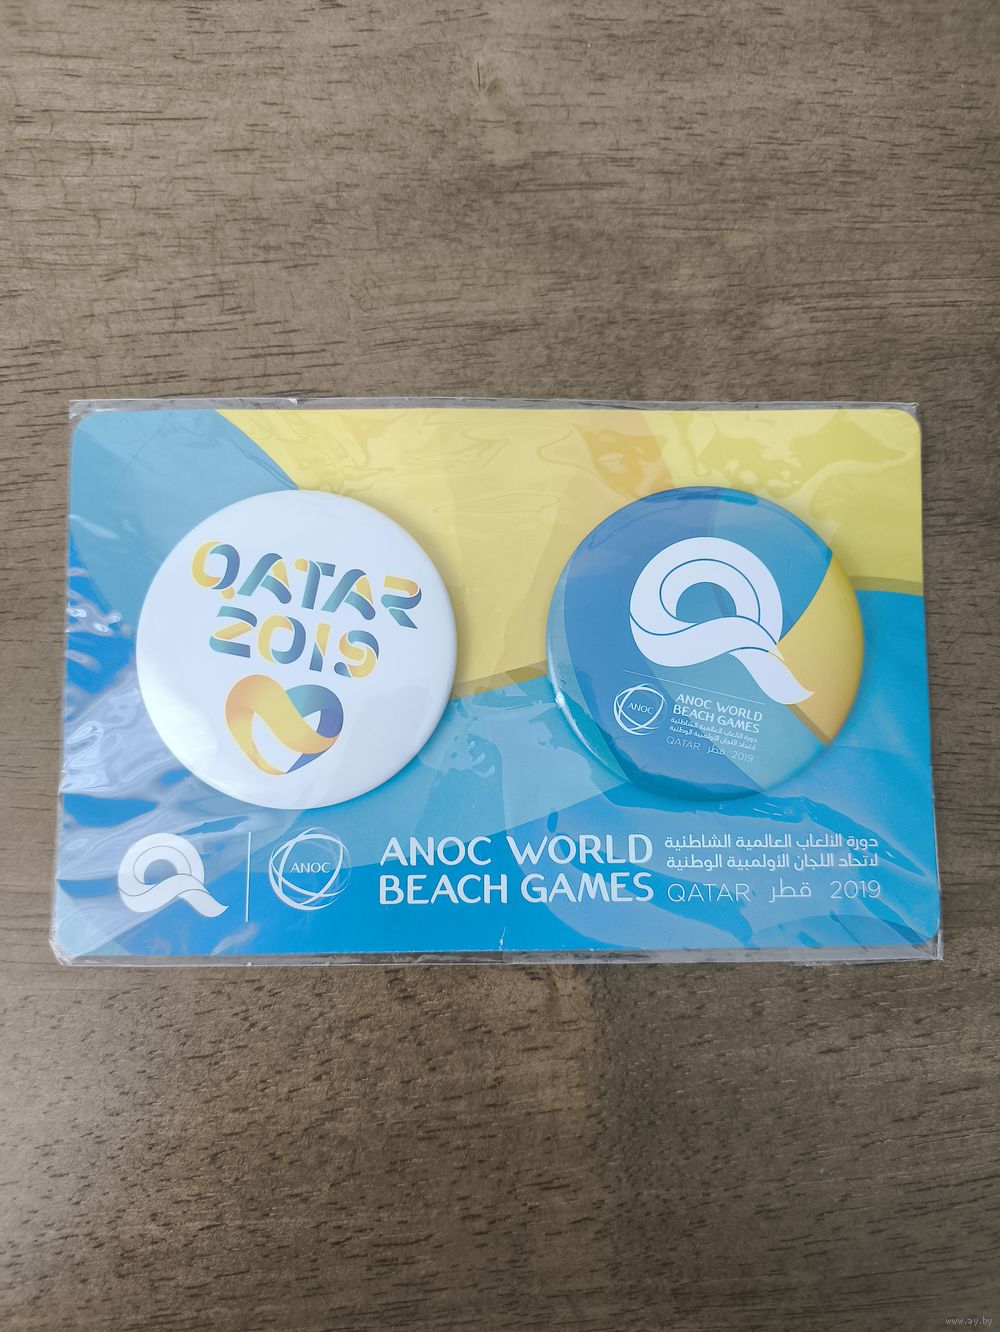 QATAR
2019
ANOC
ANOC WORLD
BEACH GAMES
دورة الألعاب العالمية الشاطئية
لاتحاد اللجان الأولمبية الوطنية
QATAR قطر 2019
ANOC
ANOC WORLD
BEACH GAMES
دورة الألعاب العالمية الشاطئية
لاتحاد اللجان الأولمبية الوطنية
QATAR قطر 2019
www.ay.by